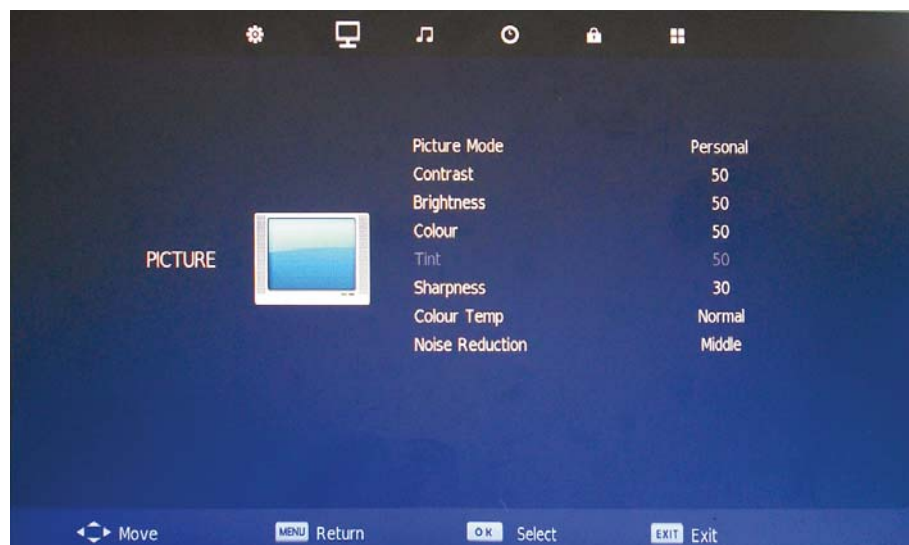 Picture Mode Personal
Contrast 50
Brightness 50
Colour 50
PICTURE
Tint 50
Sharpness 30
Colour Temp Normal
Noise Reduction Middle
Move MENU Return OK Select EXIT Exit